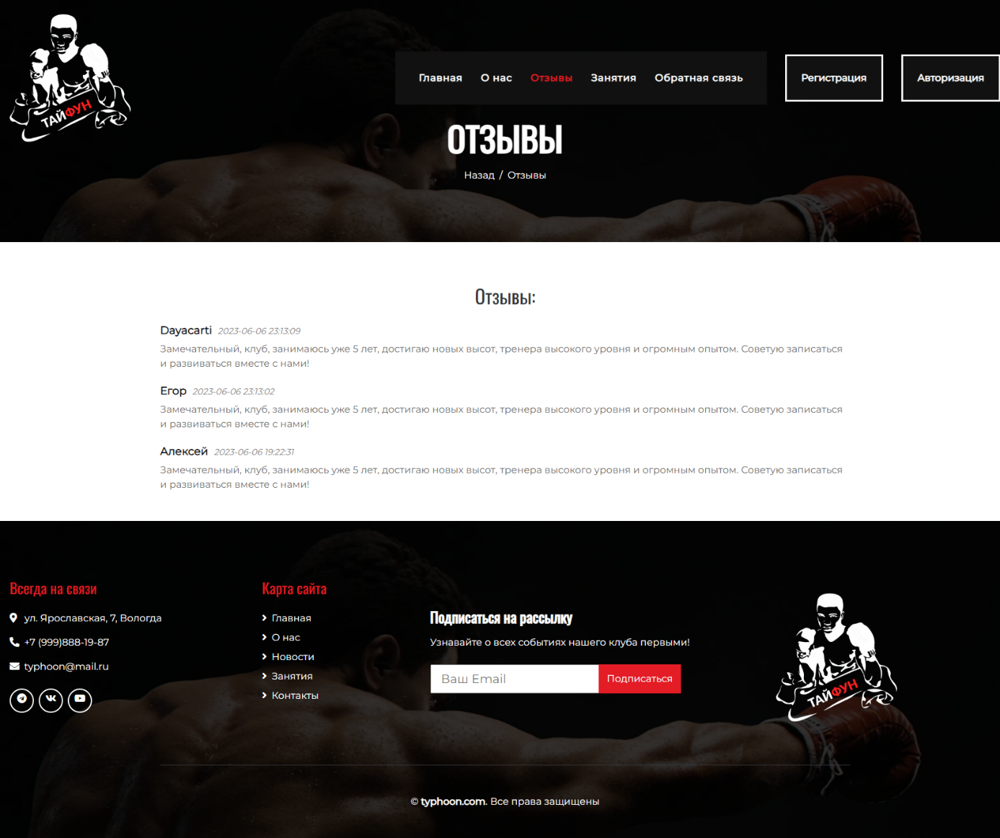 ТАЙФУН
Главная О нас Отзывы Занятия Обратная связь Регистрация Авторизация
ОТЗЫВЫ
Назад / Отзывы
Отзывы:
Dayacarti 2023-06-06 23:13:09
Замечательный, клуб, занимаюсь уже 5 лет, достигаю новых высот, тренера высокого уровня и огромным опытом. Советую записаться
и развиваться вместе с нами!
Егор 2023-06-06 23:13:02
Замечательный, клуб, занимаюсь уже 5 лет, достигаю новых высот, тренера высокого уровня и огромным опытом. Советую записаться
и развиваться вместе с нами!
Алексей 2023-06-06 19:22:31
Замечательный, клуб, занимаюсь уже 5 лет, достигаю новых высот, тренера высокого уровня и огромным опытом. Советую записаться
и развиваться вместе с нами!
Всегда на связи
ул. Ярославская, 7, Вологда
+7 (999)888-19-87
typhoon@mail.ru
Карта сайта
Главная
О нас
Новости
Занятия
Контакты
Подписаться на рассылку
Узнавайте о всех событиях нашего клуба первыми!
Ваш Email Подписаться
ТАЙФУН
© typhoon.com. Все права защищены